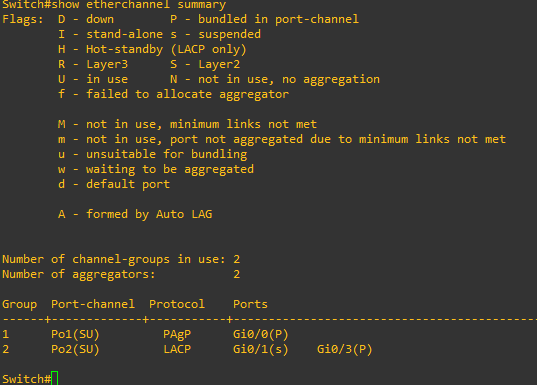 Switch#show etherchannel summary
Flags:  D - down        P - bundled in port-channel
        I - stand-alone s - suspended
        H - Hot-standby (LACP only)
        R - Layer3      S - Layer2
        U - in use      N - not in use, no aggregation
        f - failed to allocate aggregator
        M - not in use, minimum links not met
        m - not in use, port not aggregated due to minimum links not met
        u - unsuitable for bundling
        w - waiting to be aggregated
        d - default port
        A - formed by Auto LAG
Number of channel-groups in use: 2
Number of aggregators:           2
Group  Port-channel  Protocol    Ports
------+-------------+-----------+-----------------------------------------------
1      Po1(SU)         PAgP      Gi0/0(P)
2      Po2(SU)         LACP      Gi0/1(s)    Gi0/3(P)
Switch#